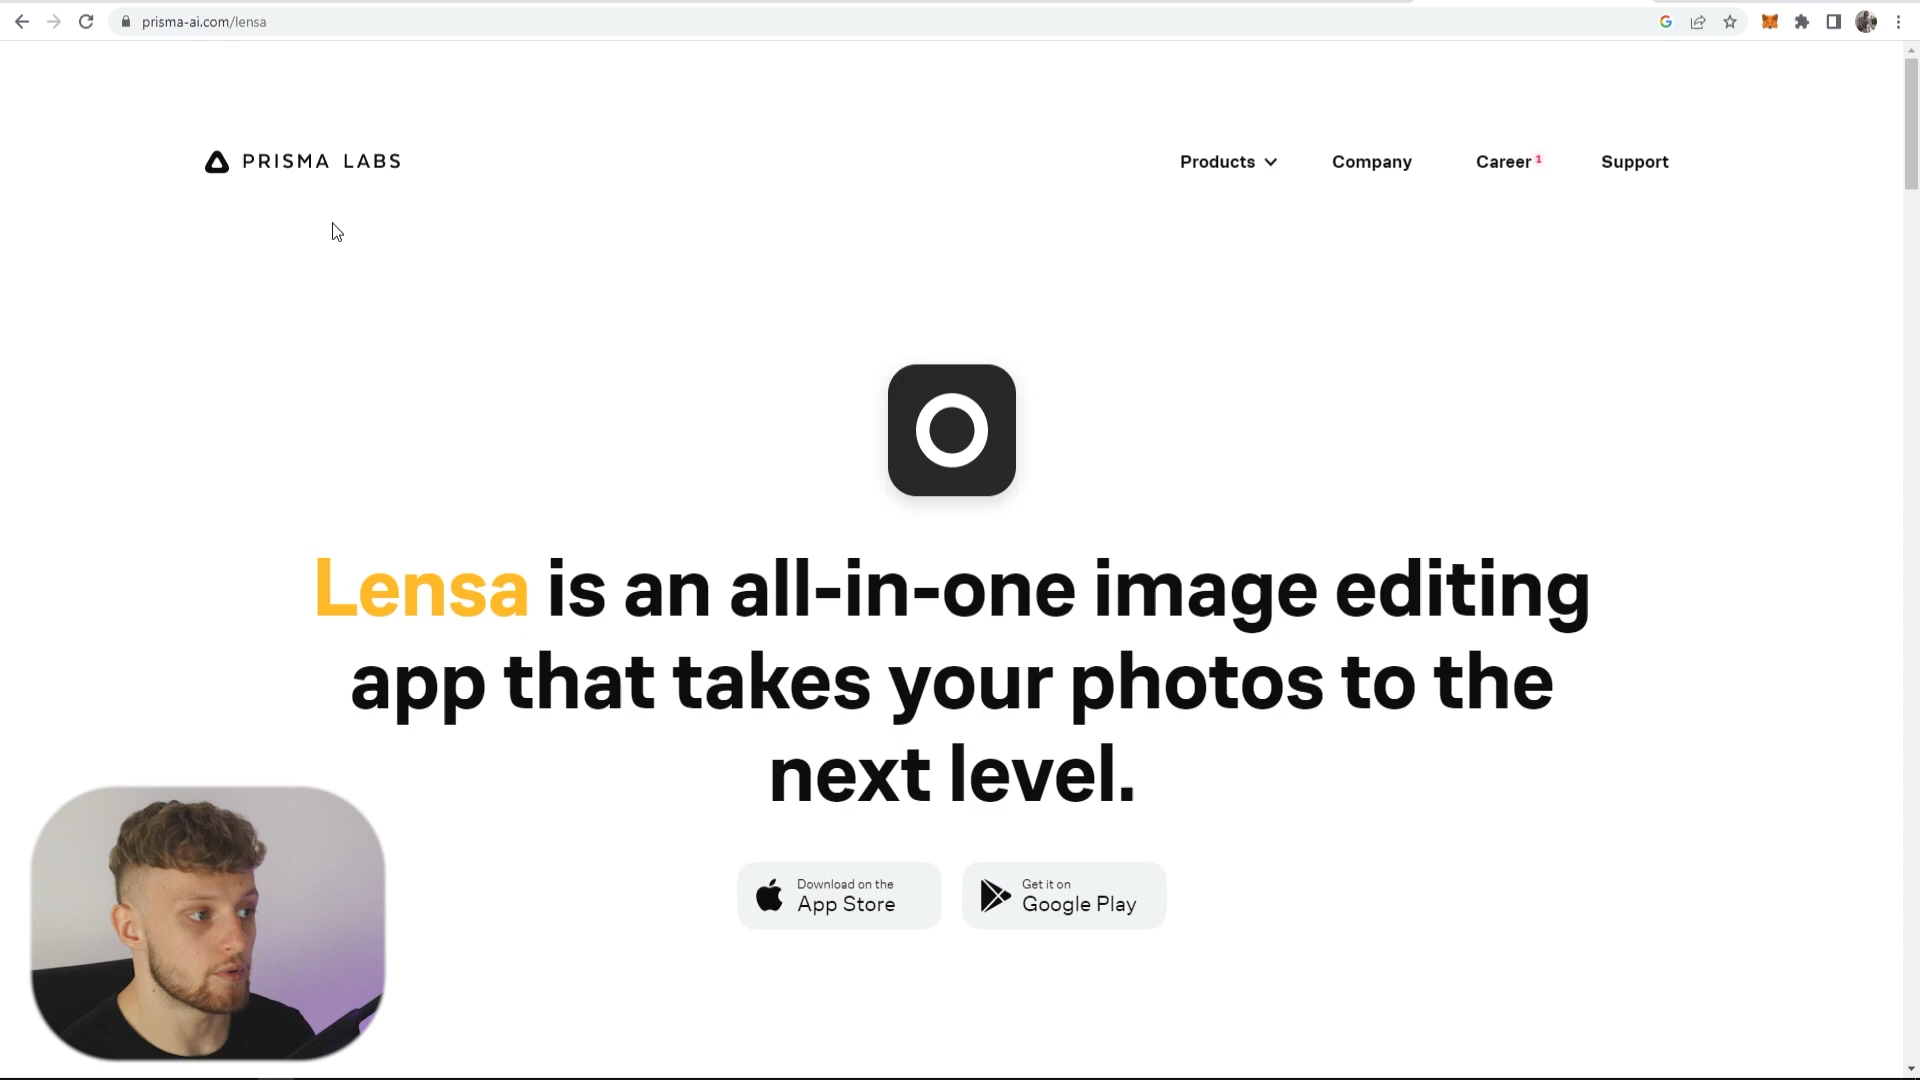 prisma-ai.com/lensa
PRISMA LABS
Products
Company
Career 1
Support
Lensa is an all-in-one image editing
app that takes your photos to the
next level.
Download on the
App Store
Get it on
Google Play